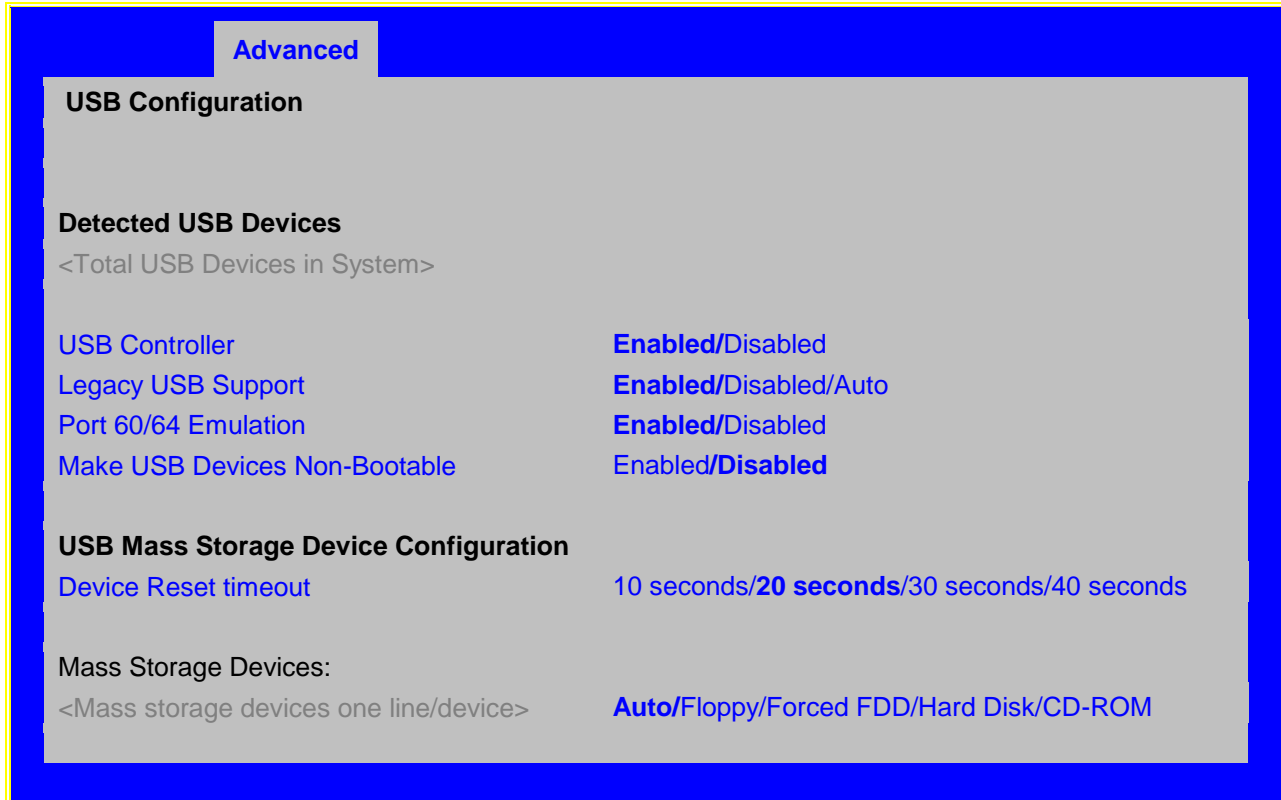 Advanced
USB Configuration
Detected USB Devices
<Total USB Devices in System>
USB Controller Enabled/Disabled
Legacy USB Support Enabled/Disabled/Auto
Port 60/64 Emulation Enabled/Disabled
Make USB Devices Non-Bootable Enabled/Disabled
USB Mass Storage Device Configuration
Device Reset timeout 10 seconds/20 seconds/30 seconds/40 seconds
Mass Storage Devices:
<Mass storage devices one line/device> Auto/Floppy/Forced FDD/Hard Disk/CD-ROM